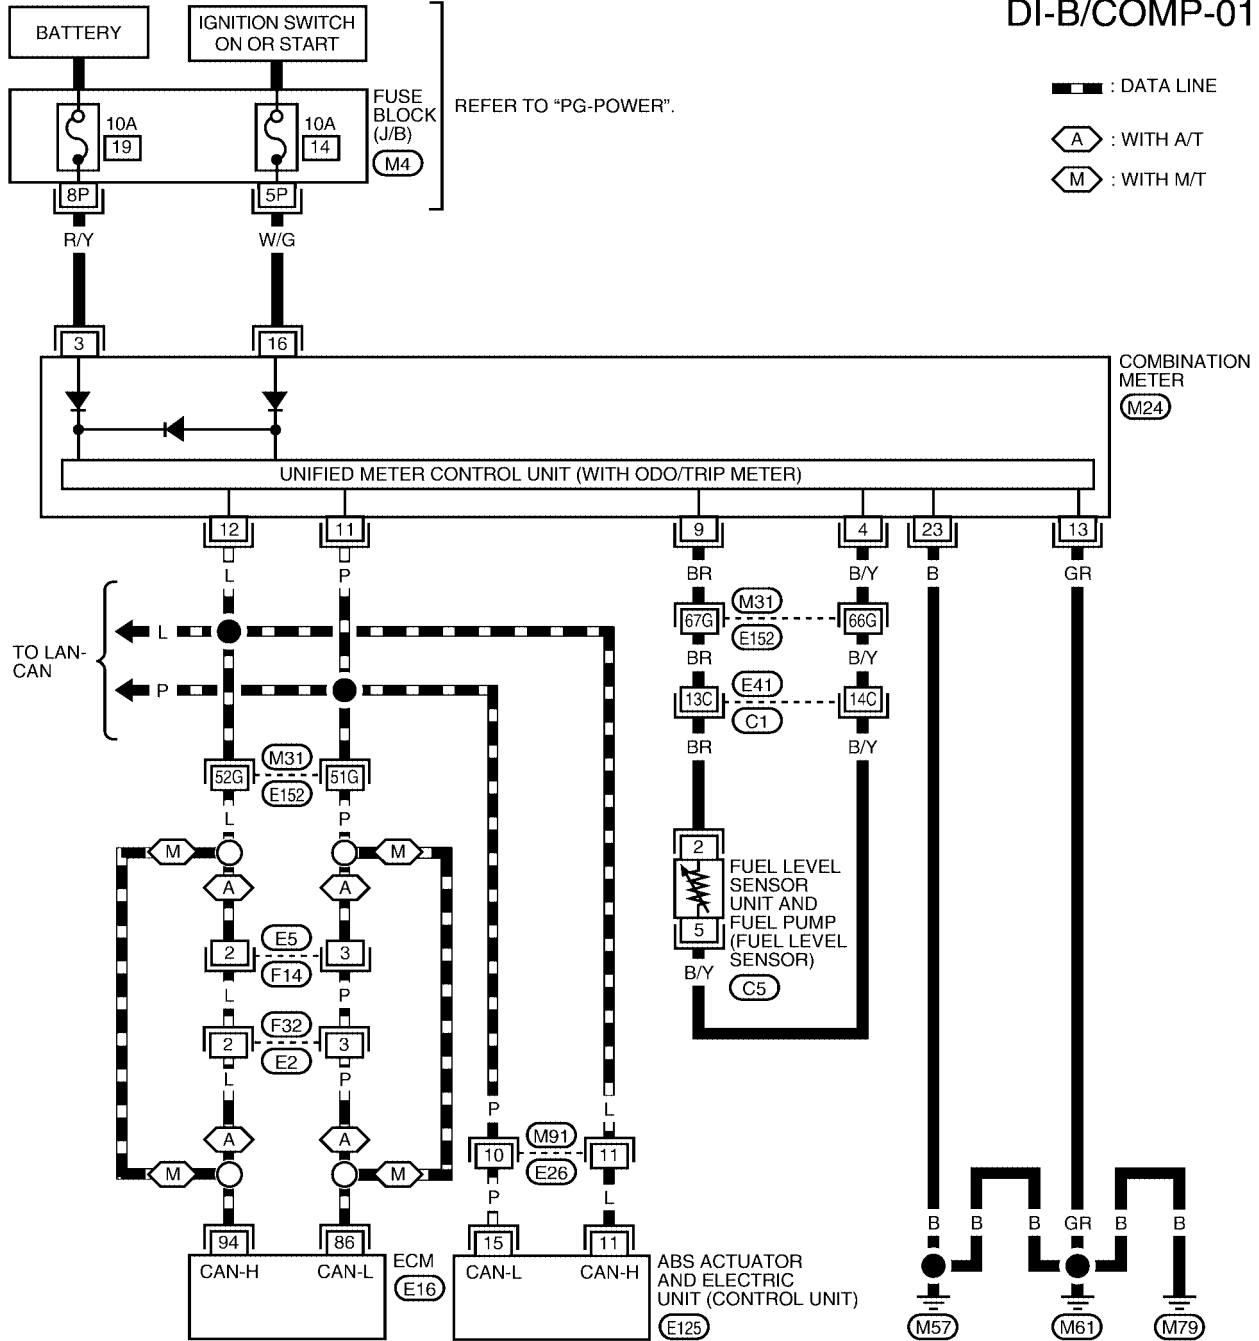 DI-B/COMP-01
BATTERY
IGNITION SWITCH
ON OR START
: DATA LINE
A : WITH A/T
M : WITH M/T
10A
19
10A
14
FUSE
BLOCK
(J/B)
M4
REFER TO “PG-POWER”.
8P
5P
R/Y
W/G
3
16
COMBINATION
METER
M24
UNIFIED METER CONTROL UNIT (WITH ODO/TRIP METER)
12
11
9
4
23
13
L
P
BR
B/Y
B
GR
67G
M31
E152
66G
TO LAN-
CAN
L
P
BR
B/Y
13C
E41
C1
14C
BR
B/Y
52G
M31
E152
51G
L
P
M
M
A
A
2
E5
F14
3
L
P
2
F32
E2
3
L
P
A
A
M
M
2
FUEL LEVEL
SENSOR
UNIT AND
FUEL PUMP
(FUEL LEVEL
SENSOR)
C5
5
B/Y
P
L
10
M91
E26
11
P
L
94
86
CAN-H
CAN-L
ECM
E16
15
11
CAN-L
CAN-H
ABS ACTUATOR
AND ELECTRIC
UNIT (CONTROL UNIT)
E125
B
B
B
GR
B
B
M57
M61
M79